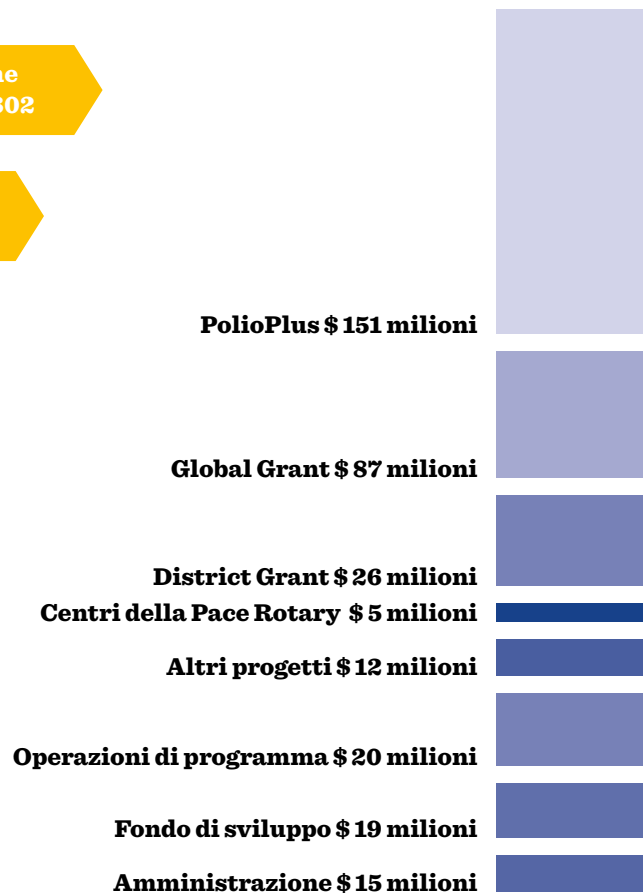 PolioPlus $ 151 milioni
Global Grant $ 87 milioni
District Grant $ 26 milioni
Centri della Pace Rotary $ 5 milioni
Altri progetti $ 12 milioni
Operazioni di programma $ 20 milioni
Fondo di sviluppo $ 19 milioni
Amministrazione $ 15 milioni